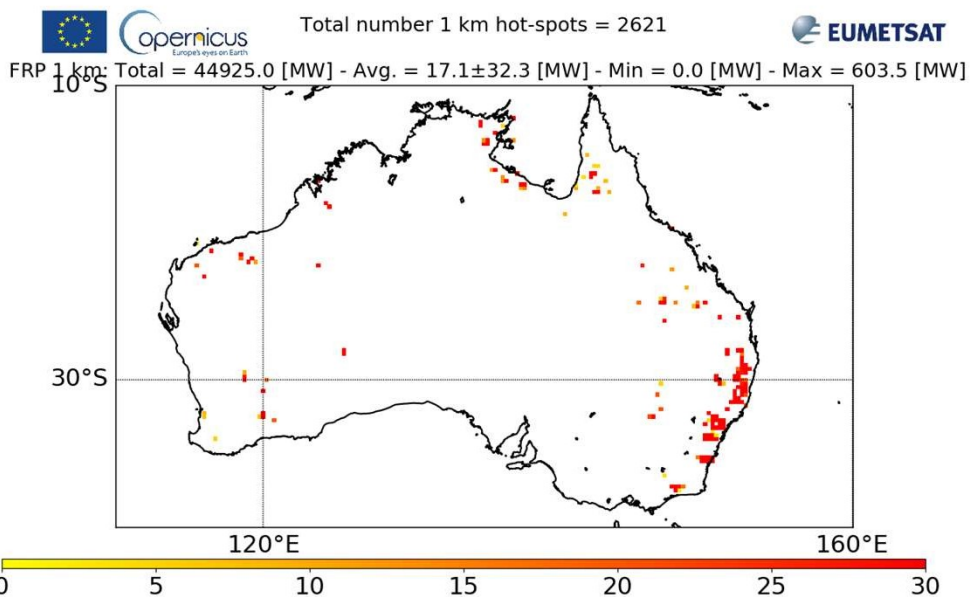 Total number 1 km hot-spots = 2621
opernicus
Europe's eyes on Earth
EUMETSAT
FRP 1 km: Total = 44925.0 [MW] - Avg. = 17.1±32.3 [MW] - Min = 0.0 [MW] - Max = 603.5 [MW]
10°S
30°S
120°E
160°E
0 5 10 15 20 25 30